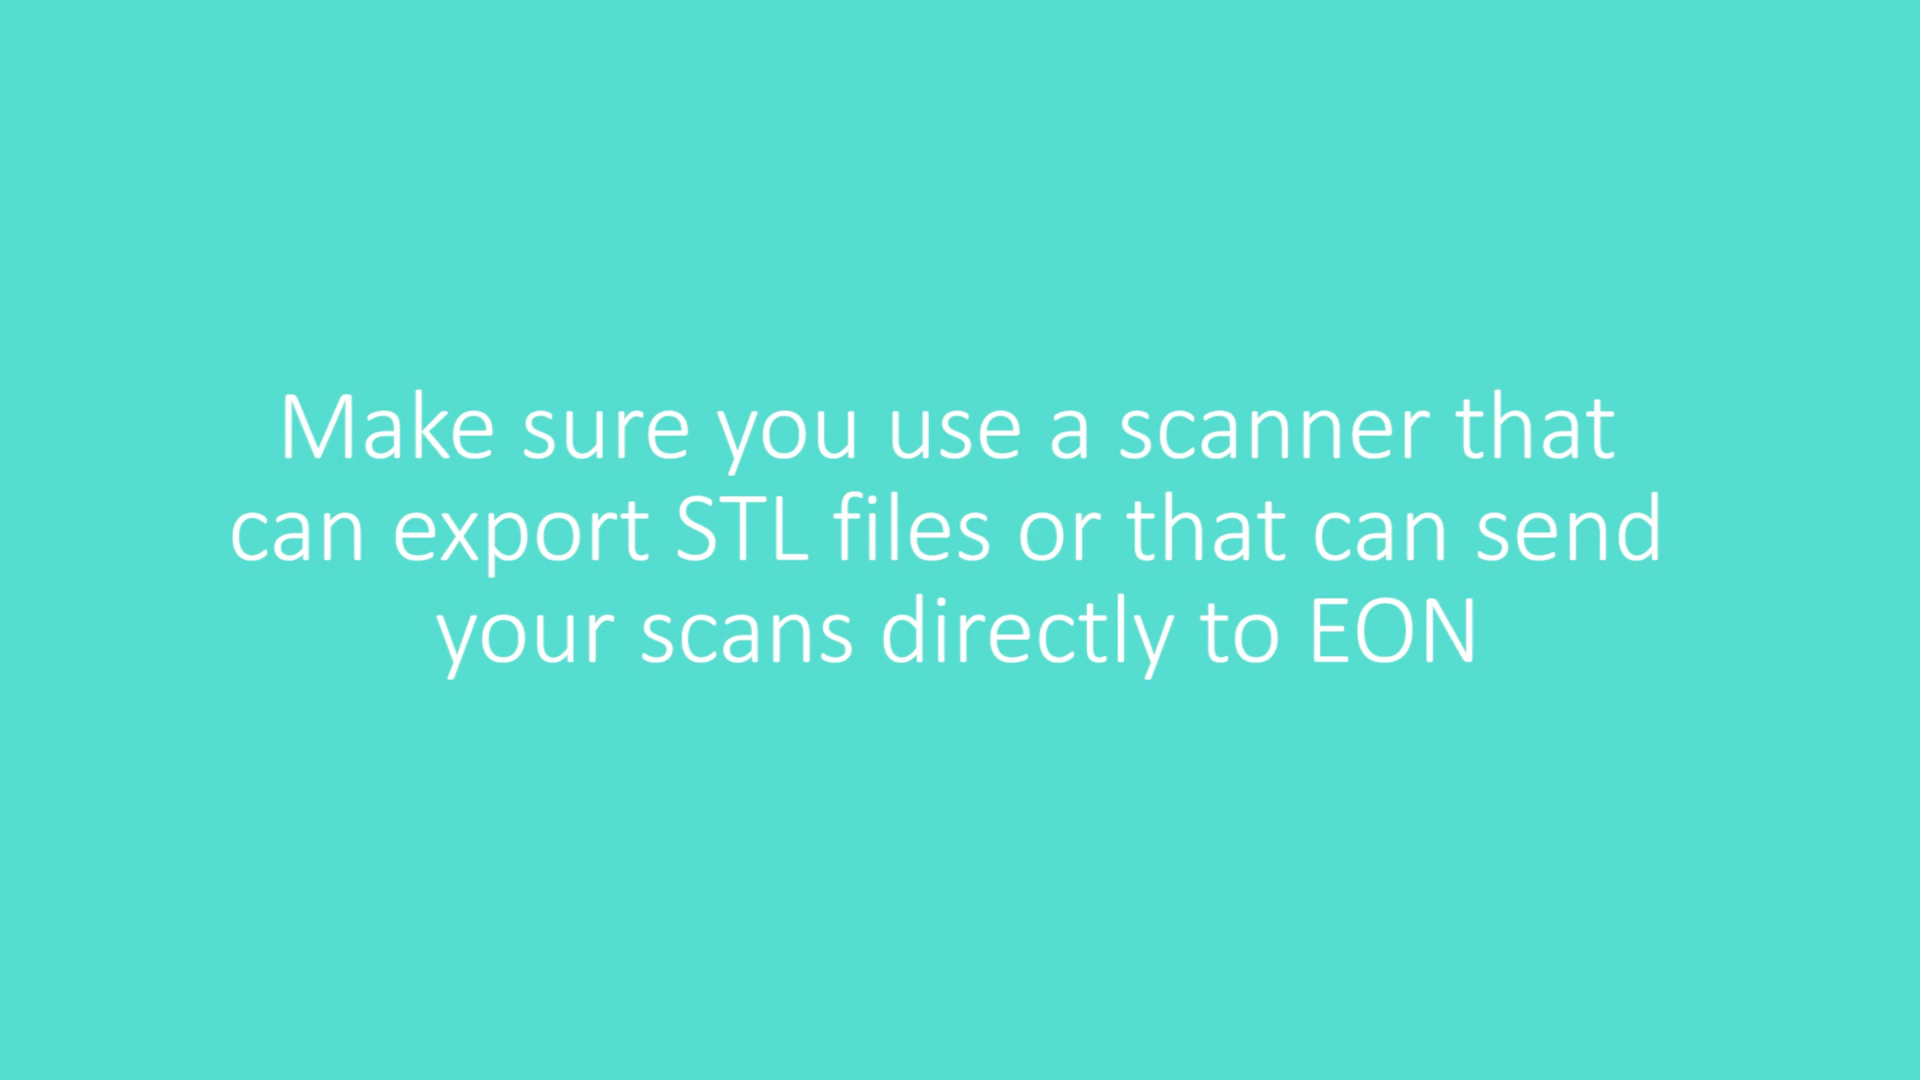 Make sure you use a scanner that
can export STL files or that can send
your scans directly to EON